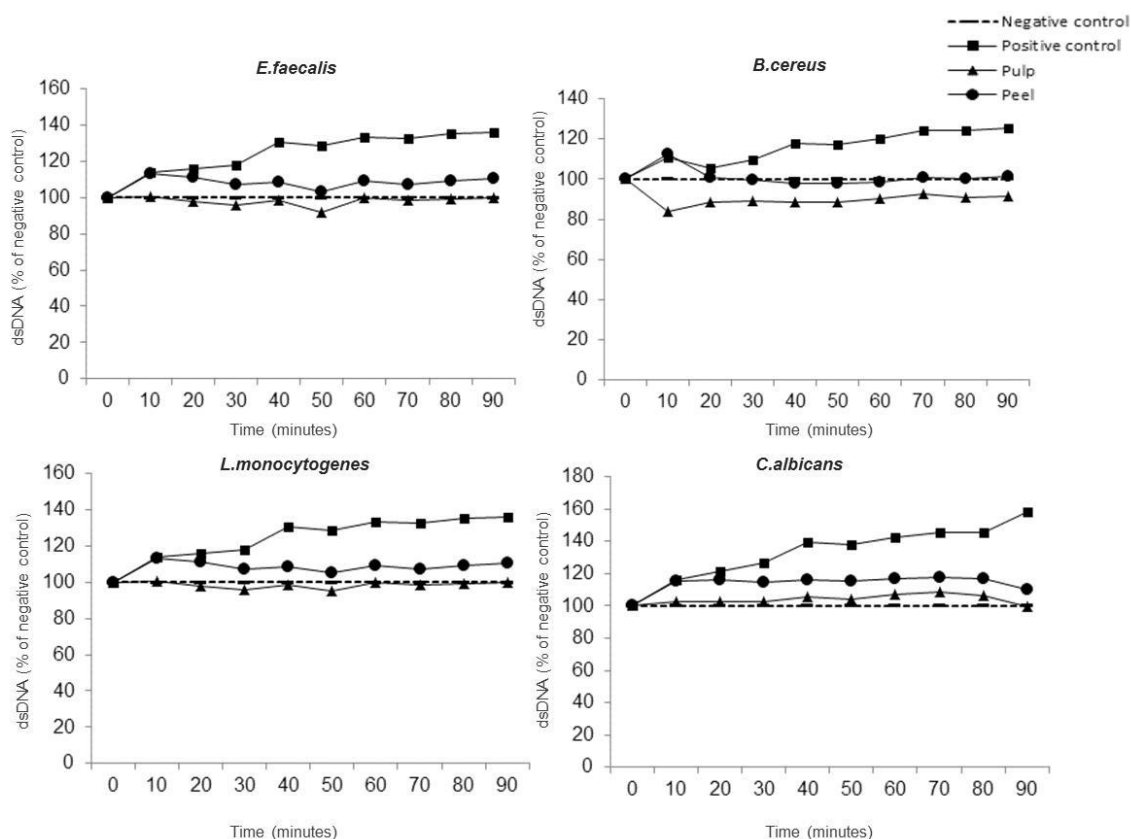 Negative control
Positive control
Pulp
Peel
E.faecalis
160
140
120
100
80
60
40
20
0
dsDNA (% of negative control)
0 10 20 30 40 50 60 70 80 90
Time (minutes)
B.cereus
140
120
100
80
60
40
20
0
dsDNA (% of negative control)
0 10 20 30 40 50 60 70 80 90
Time (minutes)
L.monocytogenes
160
140
120
100
80
60
40
20
0
dsDNA (% of negative control)
0 10 20 30 40 50 60 70 80 90
Time (minutes)
C.albicans
180
160
140
120
100
80
60
40
20
0
dsDNA (% of negative control)
0 10 20 30 40 50 60 70 80 90
Time (minutes)